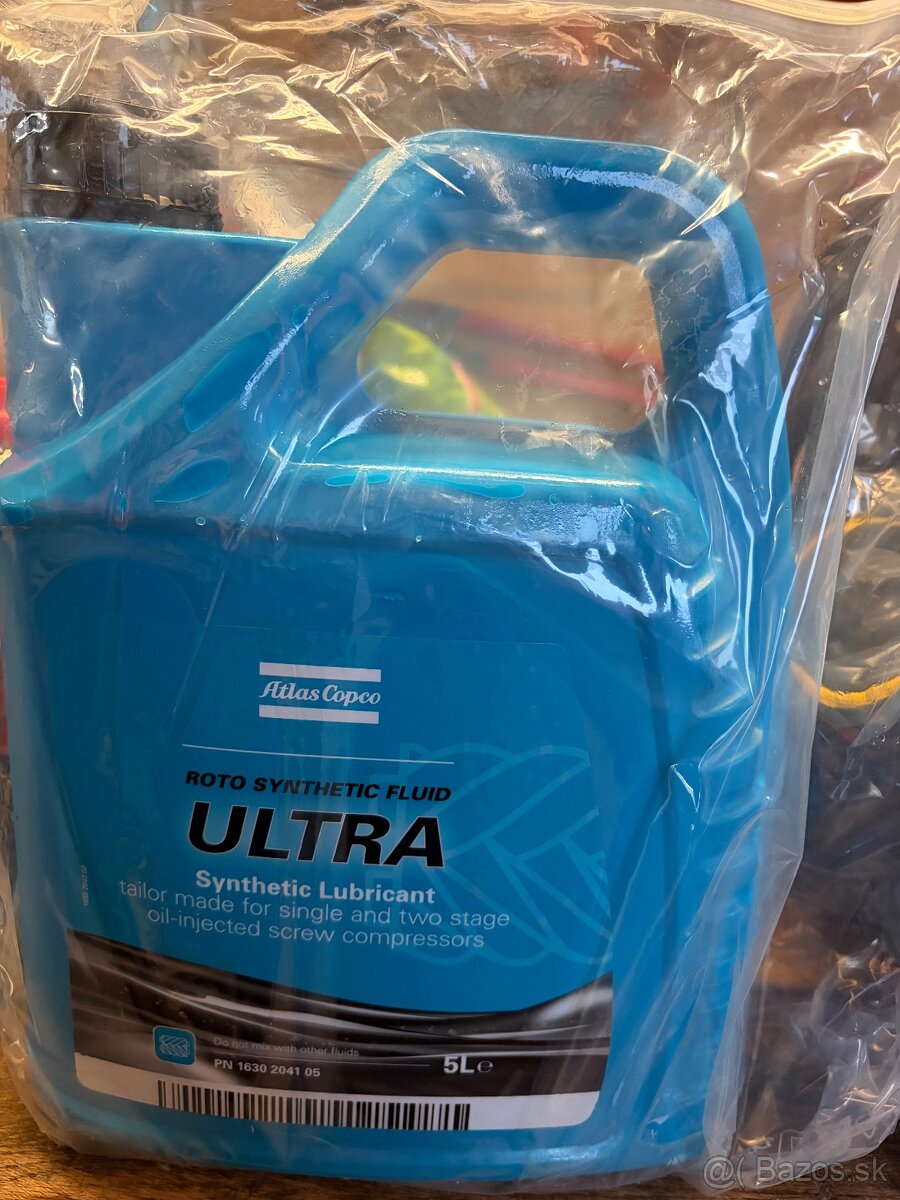 Atlas Copco
ROTO SYNTHETIC FLUID
ULTRA
Synthetic Lubricant
tailor made for single and two stage
oil-injected screw compressors
Do not mix with other fluids
PN 1630 2041 05
5L℮
@( Bazos.sk